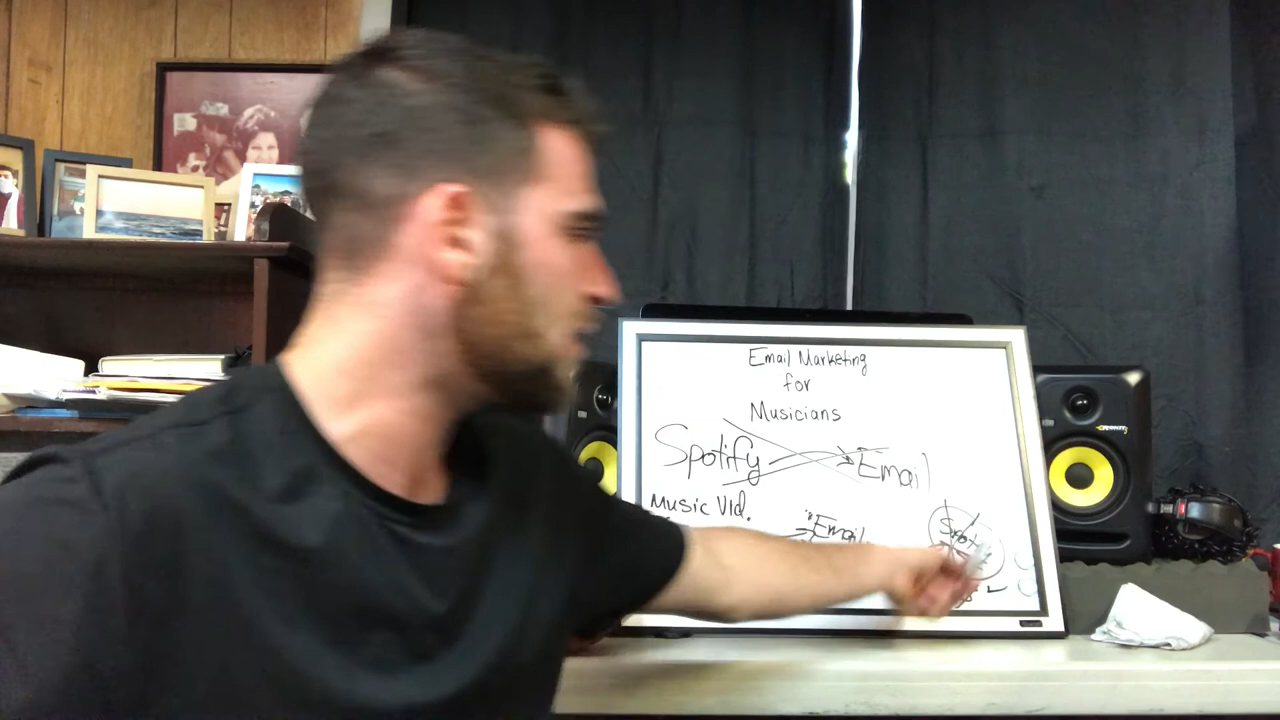 Email Marketing
for
Musicians
Spotify Email
Music Vid.
"Email